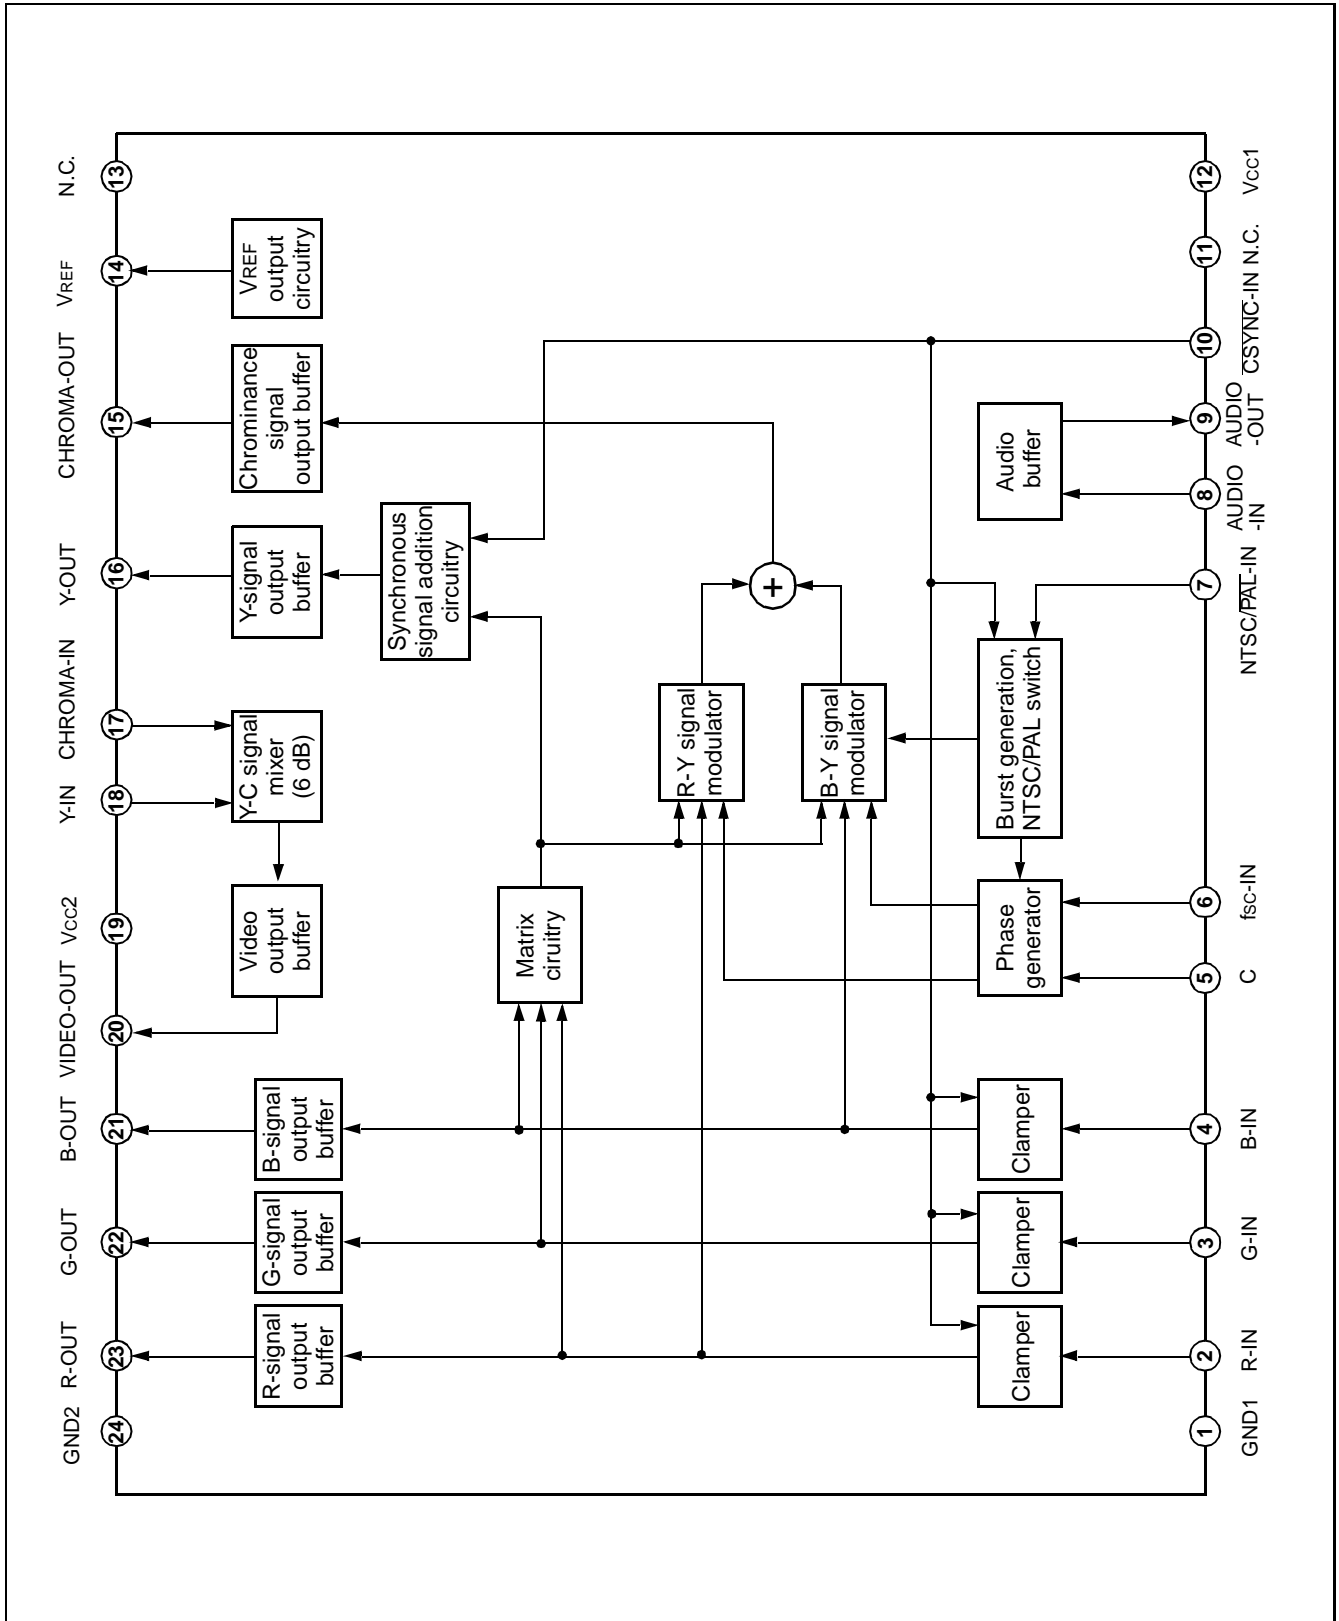 GND2 R-OUT G-OUT B-OUT VIDEO-OUT VCC2 Y-IN CHROMA-IN Y-OUT CHROMA-OUT VREF N.C.
24 23 22 21 20 19 18 17 16 15 14 13
R-signal
output
buffer
G-signal
output
buffer
B-signal
output
buffer
Video
output
buffer
Y-C signal
mixer
(6 dB)
Y-signal
output
buffer
Chrominance
signal
output buffer
VREF
output
circuitry
Synchronous
signal addition
circuitry
Matrix
ciruitry
R-Y signal
modulator
+
B-Y signal
modulator
Clamper
Clamper
Clamper
Phase
generator
Burst generation,
NTSC/PAL switch
Audio
buffer
1 2 3 4 5 6 7 8 9 10 11 12
GND1 R-IN G-IN B-IN C fSC-IN NTSC/PAL-IN
AUDIO
-IN
AUDIO
-OUT
CSYNC-IN N.C. VCC1